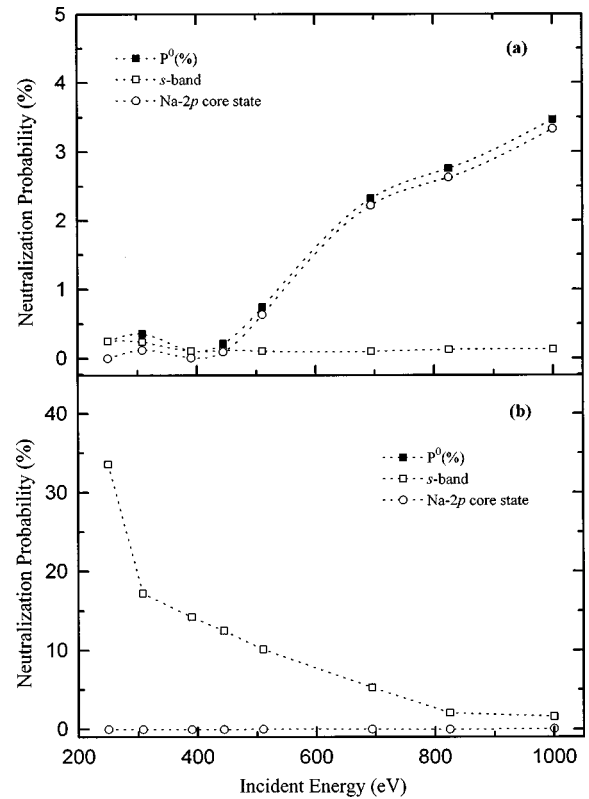 5
(a)
P⁰(%)
s-band
Na-2p core state
4
3
2
1
0
Neutralization Probability (%)
(b)
P⁰(%)
s-band
Na-2p core state
40
30
20
10
0
Neutralization Probability (%)
200 400 600 800 1000
Incident Energy (eV)